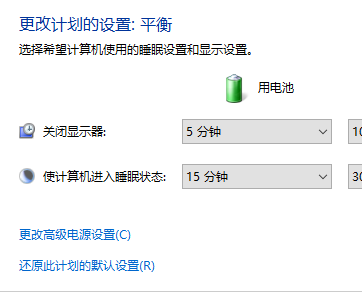 更改计划的设置: 平衡
选择希望计算机使用的睡眠设置和显示设置。
用电池
关闭显示器: 5 分钟 10
使计算机进入睡眠状态: 15 分钟 30
更改高级电源设置(C)
还原此计划的默认设置(R)